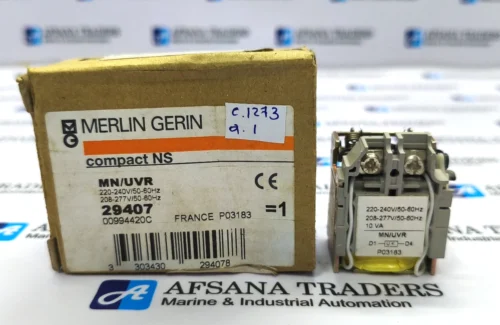 MERLIN GERIN
compact NS
c.1273
q.1
MN/UVR
220-240V/50-60Hz
208-277V/50-60Hz
29407
00994420C
CE
FRANCE P03183
=1
3 303430 294078
220-240V/50-60Hz
208-277V/50-60Hz
10 VA
MN/UVR
D1 D4
P03183
AFSANA TRADERS
Marine & Industrial Automation